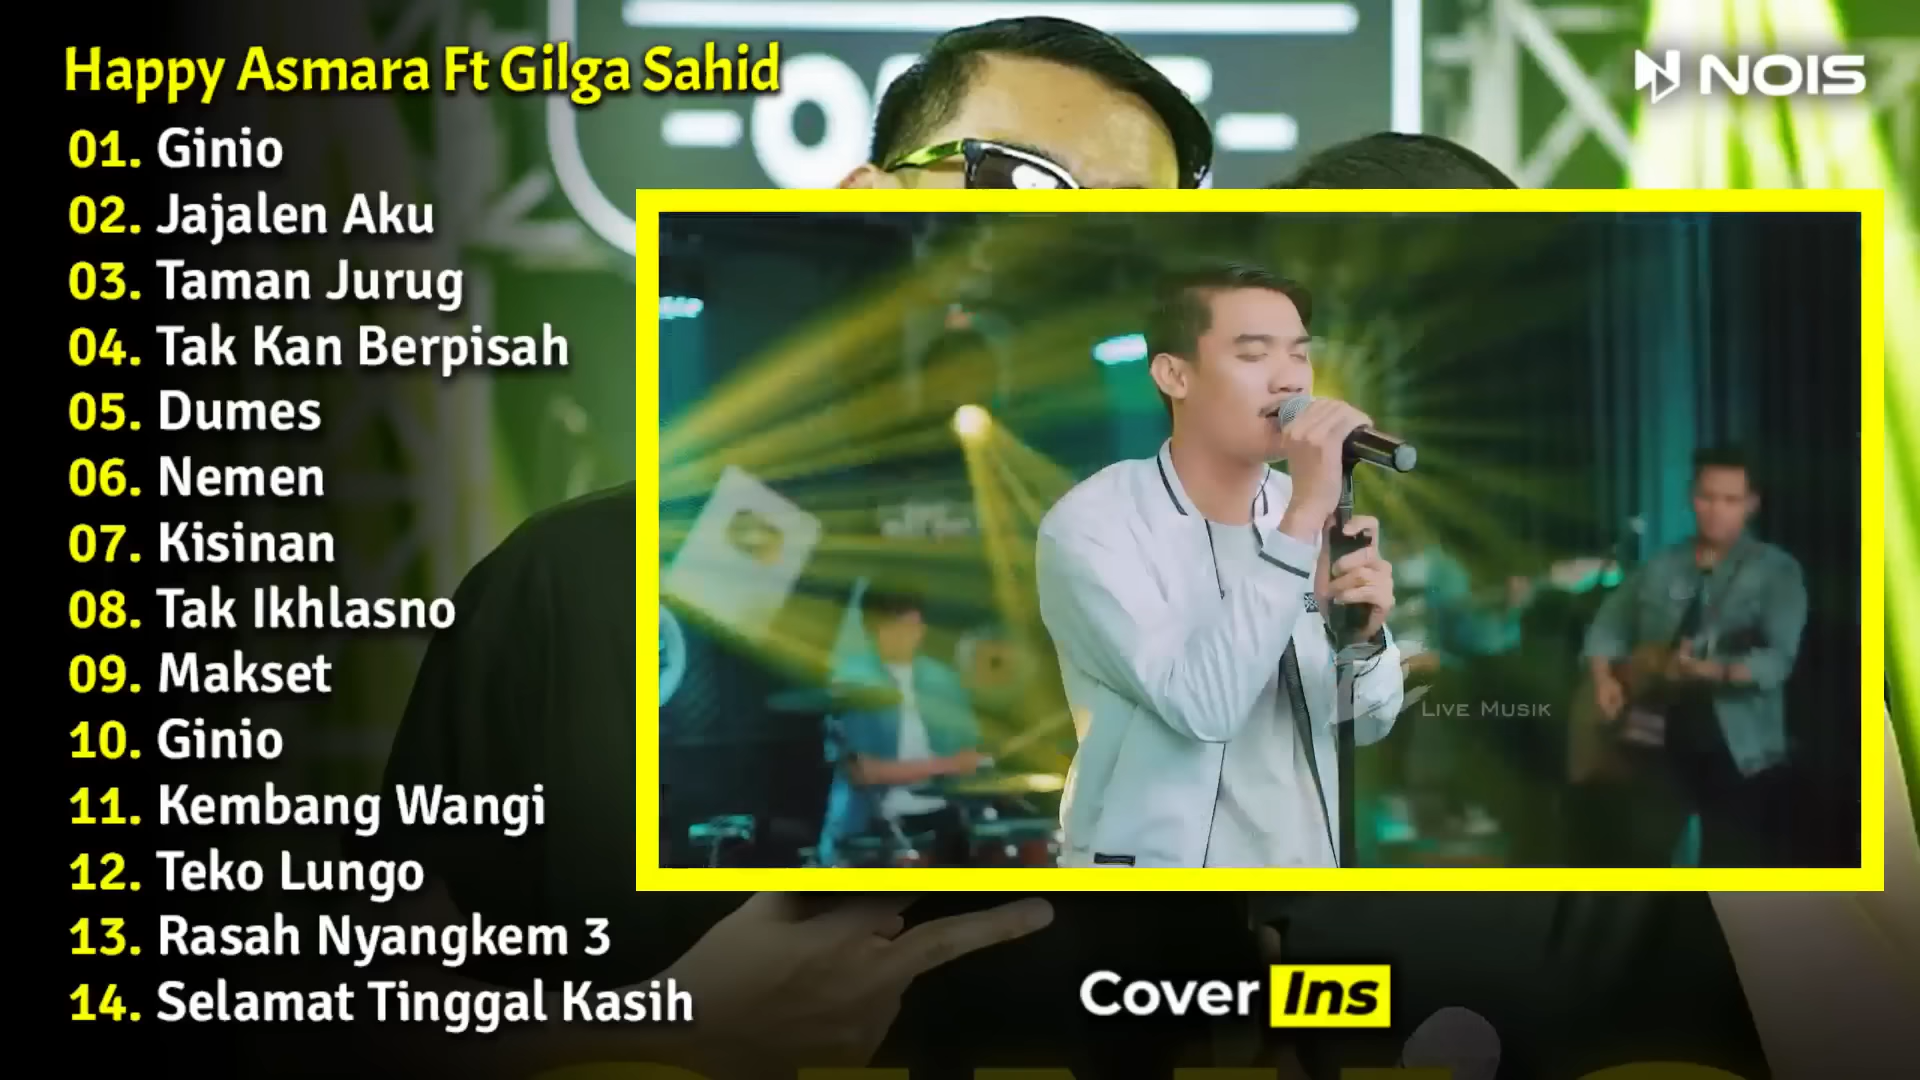 Happy Asmara Ft Gilga Sahid
NOIS
01. Ginio
02. Jajalen Aku
03. Taman Jurug
04. Tak Kan Berpisah
05. Dumes
06. Nemen
07. Kisinan
08. Tak Ikhlasno
09. Makset
10. Ginio
11. Kembang Wangi
12. Teko Lungo
13. Rasah Nyangkem 3
14. Selamat Tinggal Kasih
Live Musik
Cover Ins